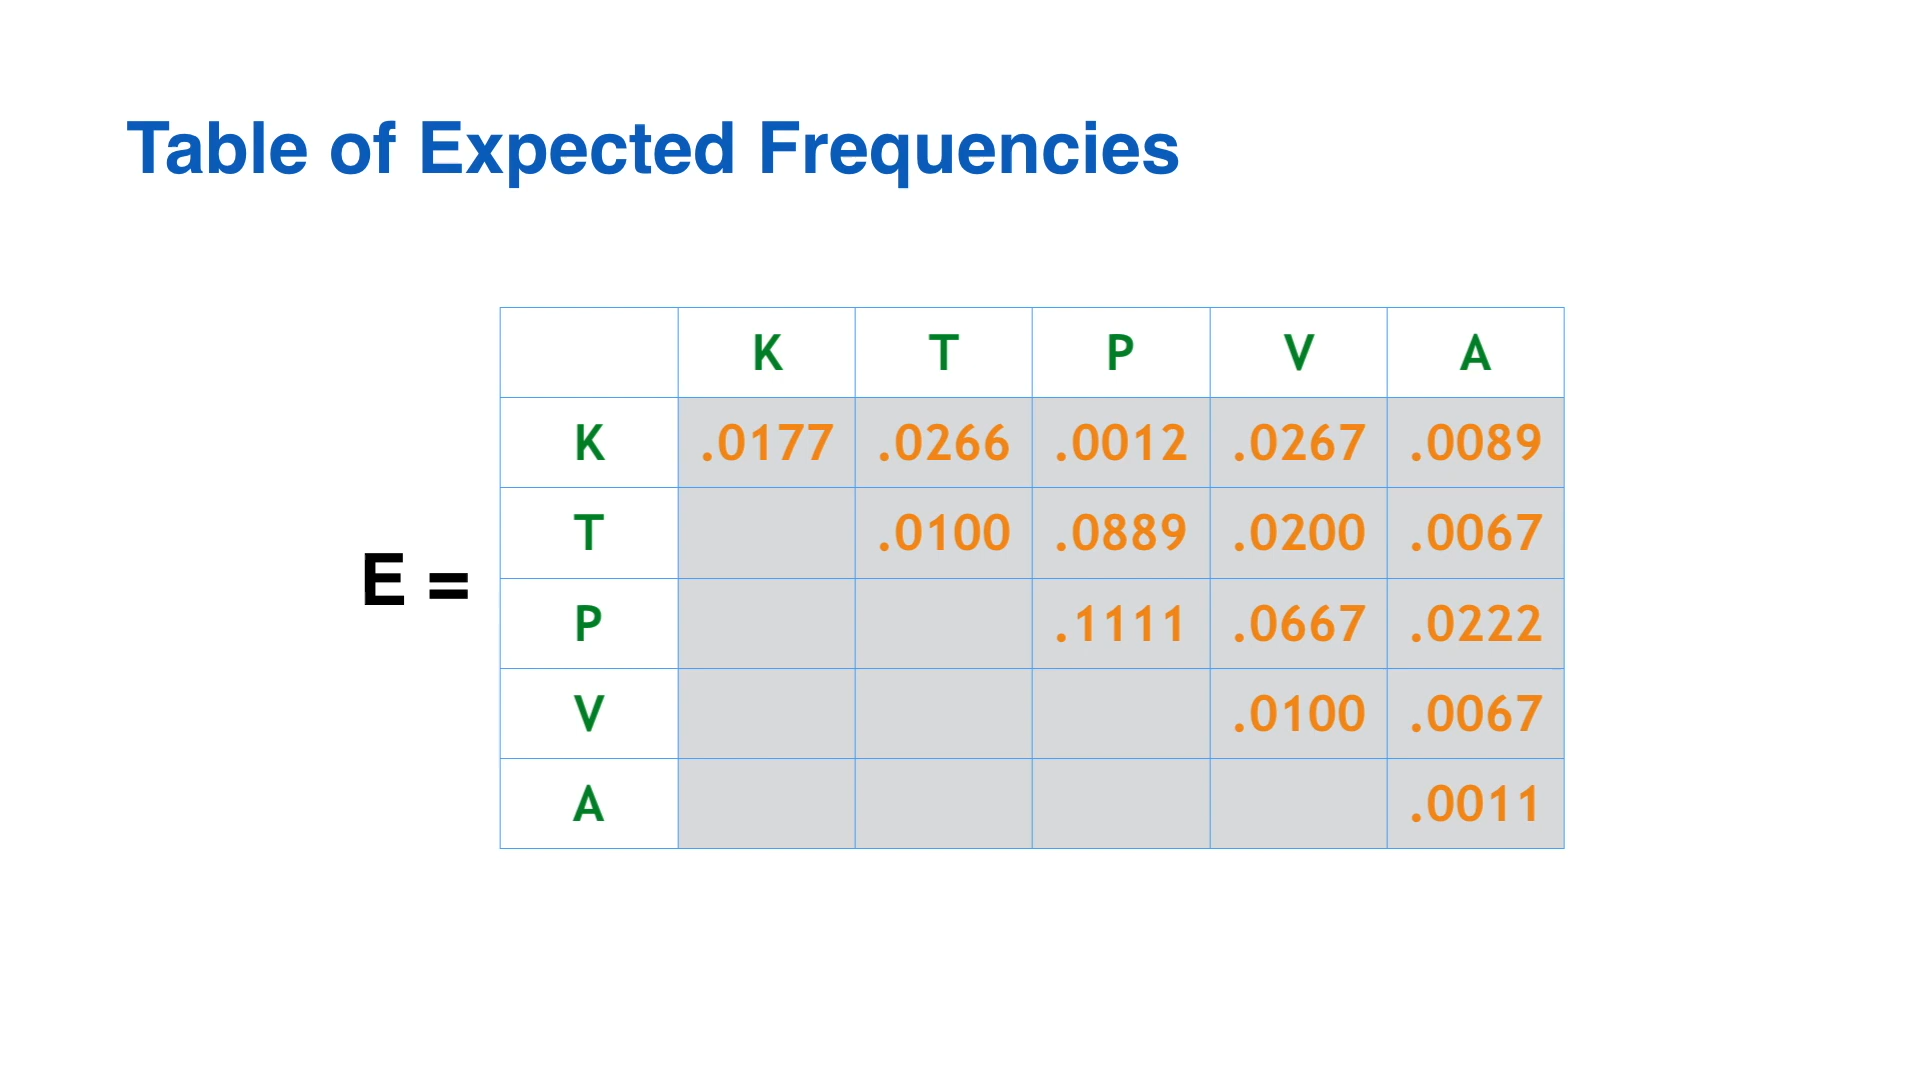 Table of Expected Frequencies
K T P V A
K .0177 .0266 .0012 .0267 .0089
T .0100 .0889 .0200 .0067
E =
P .1111 .0667 .0222
V .0100 .0067
A .0011